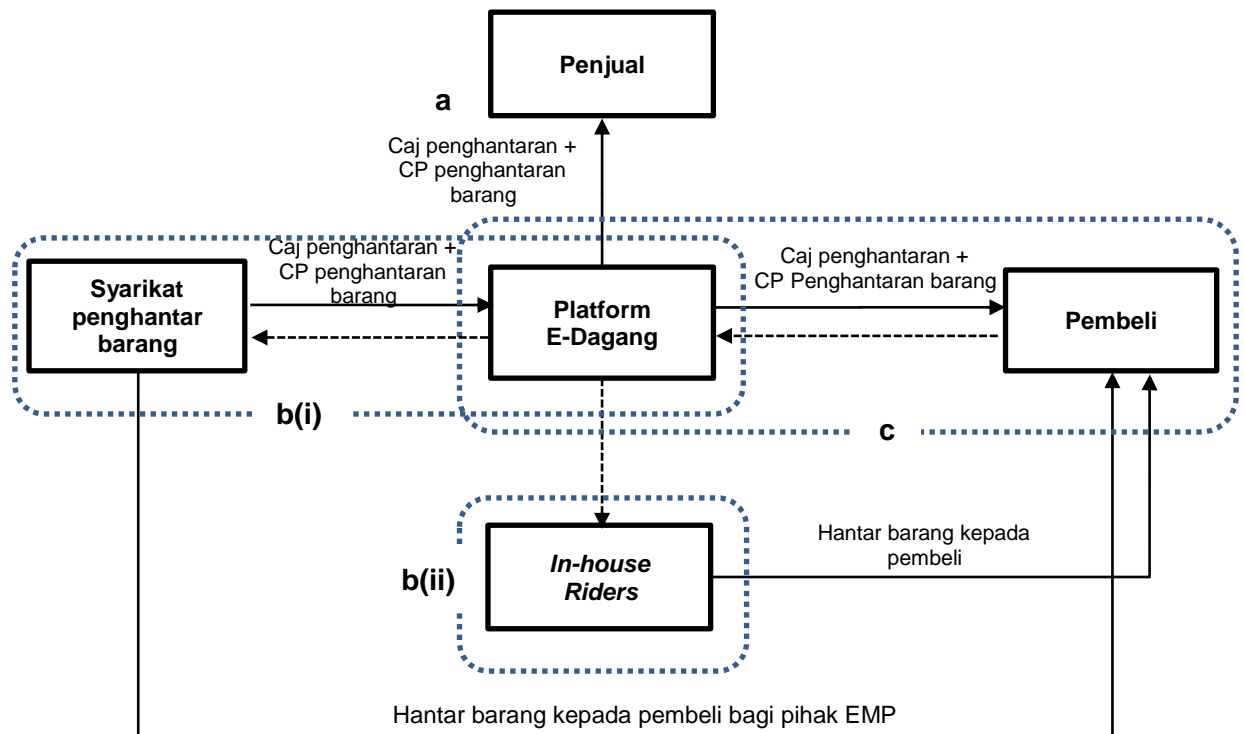 Penjual
a
Caj penghantaran +
CP penghantaran
barang
Caj penghantaran +
CP penghantaran
barang
Caj penghantaran +
CP Penghantaran barang
Syarikat
penghantar
barang
Platform
E-Dagang
Pembeli
b(i)
c
b(ii)
In-house
Riders
Hantar barang kepada
pembeli
Hantar barang kepada pembeli bagi pihak EMP